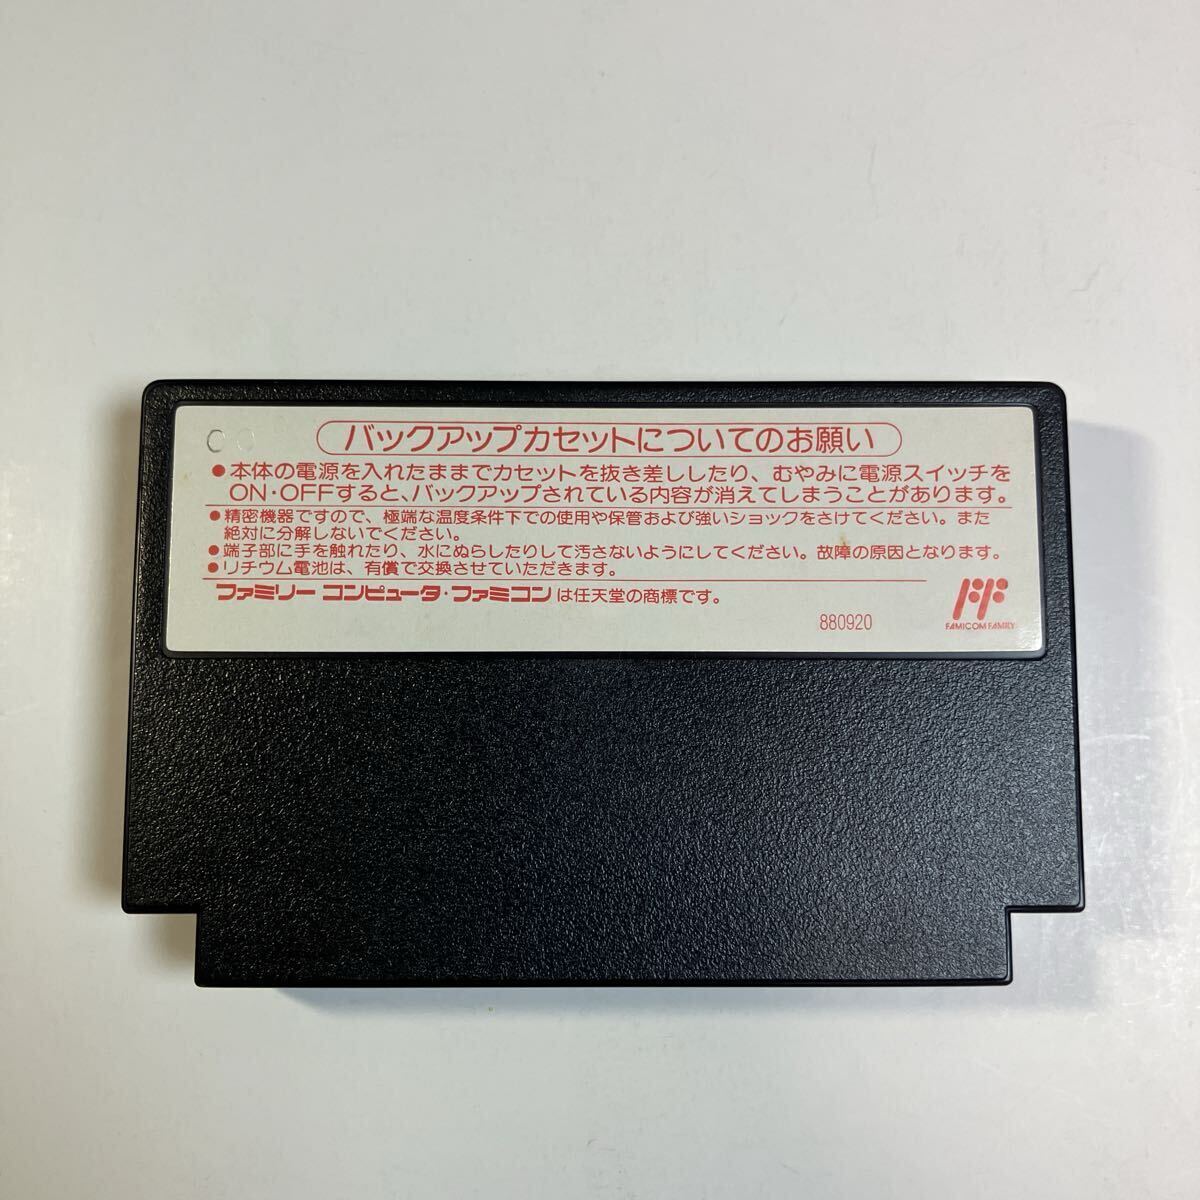 バックアップカセットについてのお願い
●本体の電源を入れたままでカセットを抜き差ししたり、むやみに電源スイッチを
ON・OFFすると、バックアップされている内容が消えてしまうことがあります。
●精密機器ですので、極端な温度条件下での使用や保管および強いショックをさけてください。また
絶対に分解しないでください。
●端子部に手を触れたり、水にぬらしたりして汚さないようにしてください。故障の原因となります。
●リチウム電池は、有償で交換させていただきます。
ファミリー コンピュータ・ファミコンは任天堂の商標です。
880920
FAMICOM FAMILY